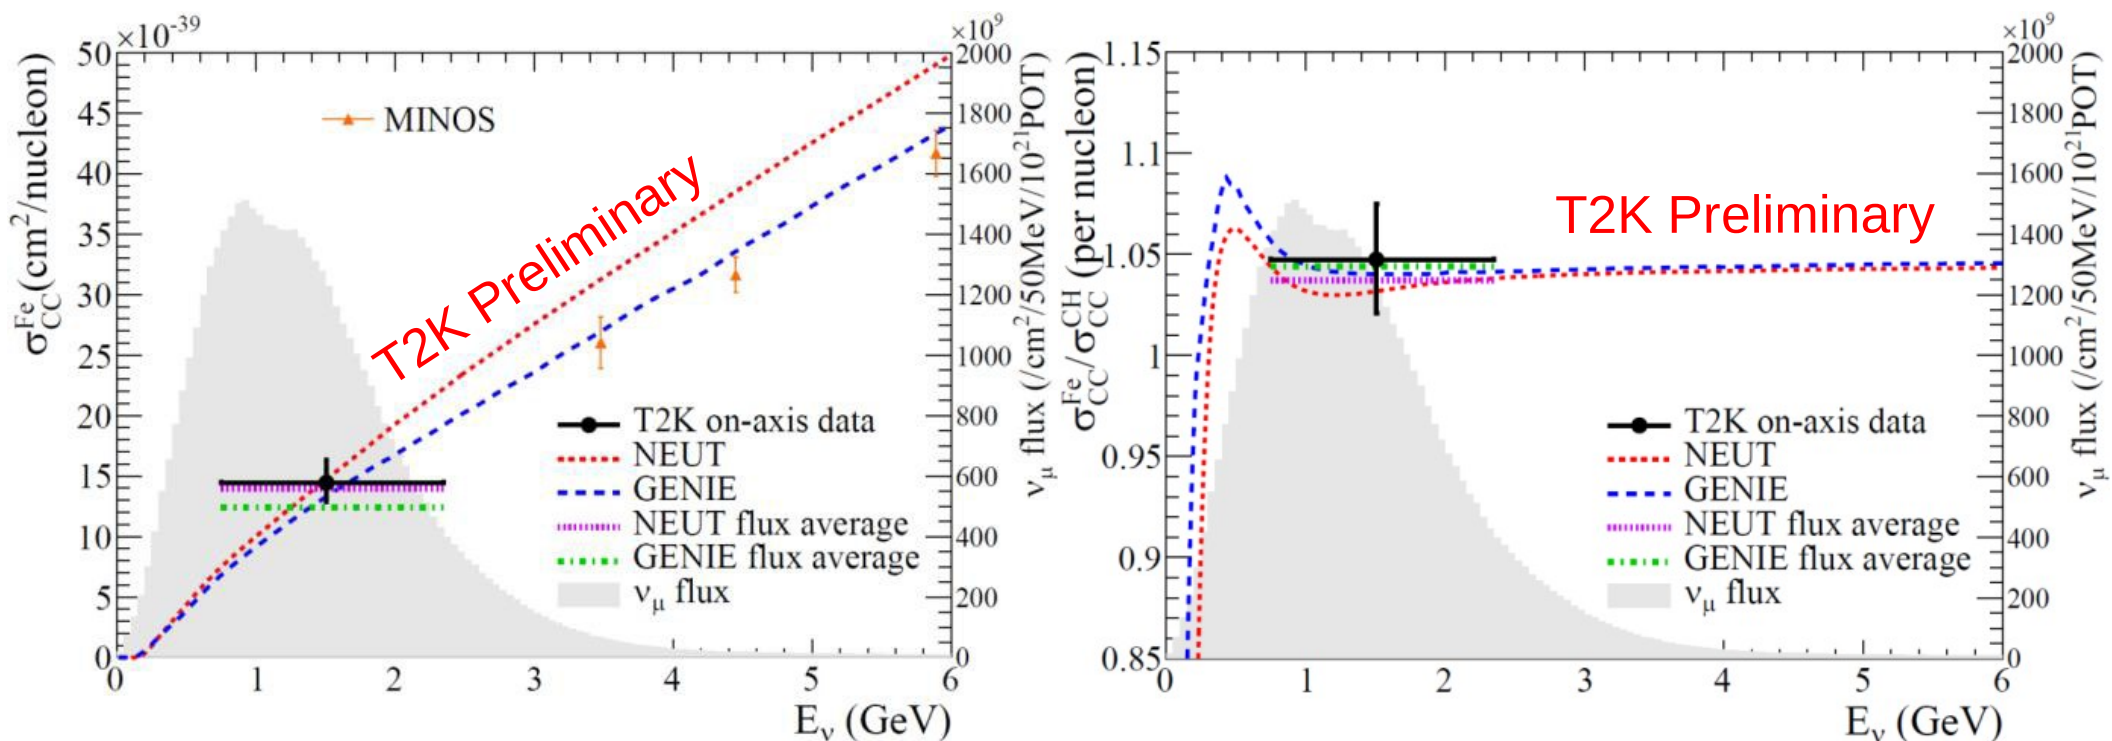 ×10⁻³⁹
×10⁹
σ_CC^Fe (cm²/nucleon)
50
45
40
35
30
25
20
15
10
5
0
MINOS
T2K Preliminary
T2K on-axis data
NEUT
GENIE
NEUT flux average
GENIE flux average
ν_μ flux
2000
1800
1600
1400
1200
1000
800
600
400
200
0
ν_μ flux (/cm²/50MeV/10²¹POT)
0 1 2 3 4 5 6
E_ν (GeV)
×10⁹
σ_CC^Fe/σ_CC^CH (per nucleon)
1.15
1.1
1.05
1
0.95
0.9
0.85
T2K Preliminary
T2K on-axis data
NEUT
GENIE
NEUT flux average
GENIE flux average
ν_μ flux
2000
1800
1600
1400
1200
1000
800
600
400
200
0
ν_μ flux (/cm²/50MeV/10²¹POT)
0 1 2 3 4 5 6
E_ν (GeV)